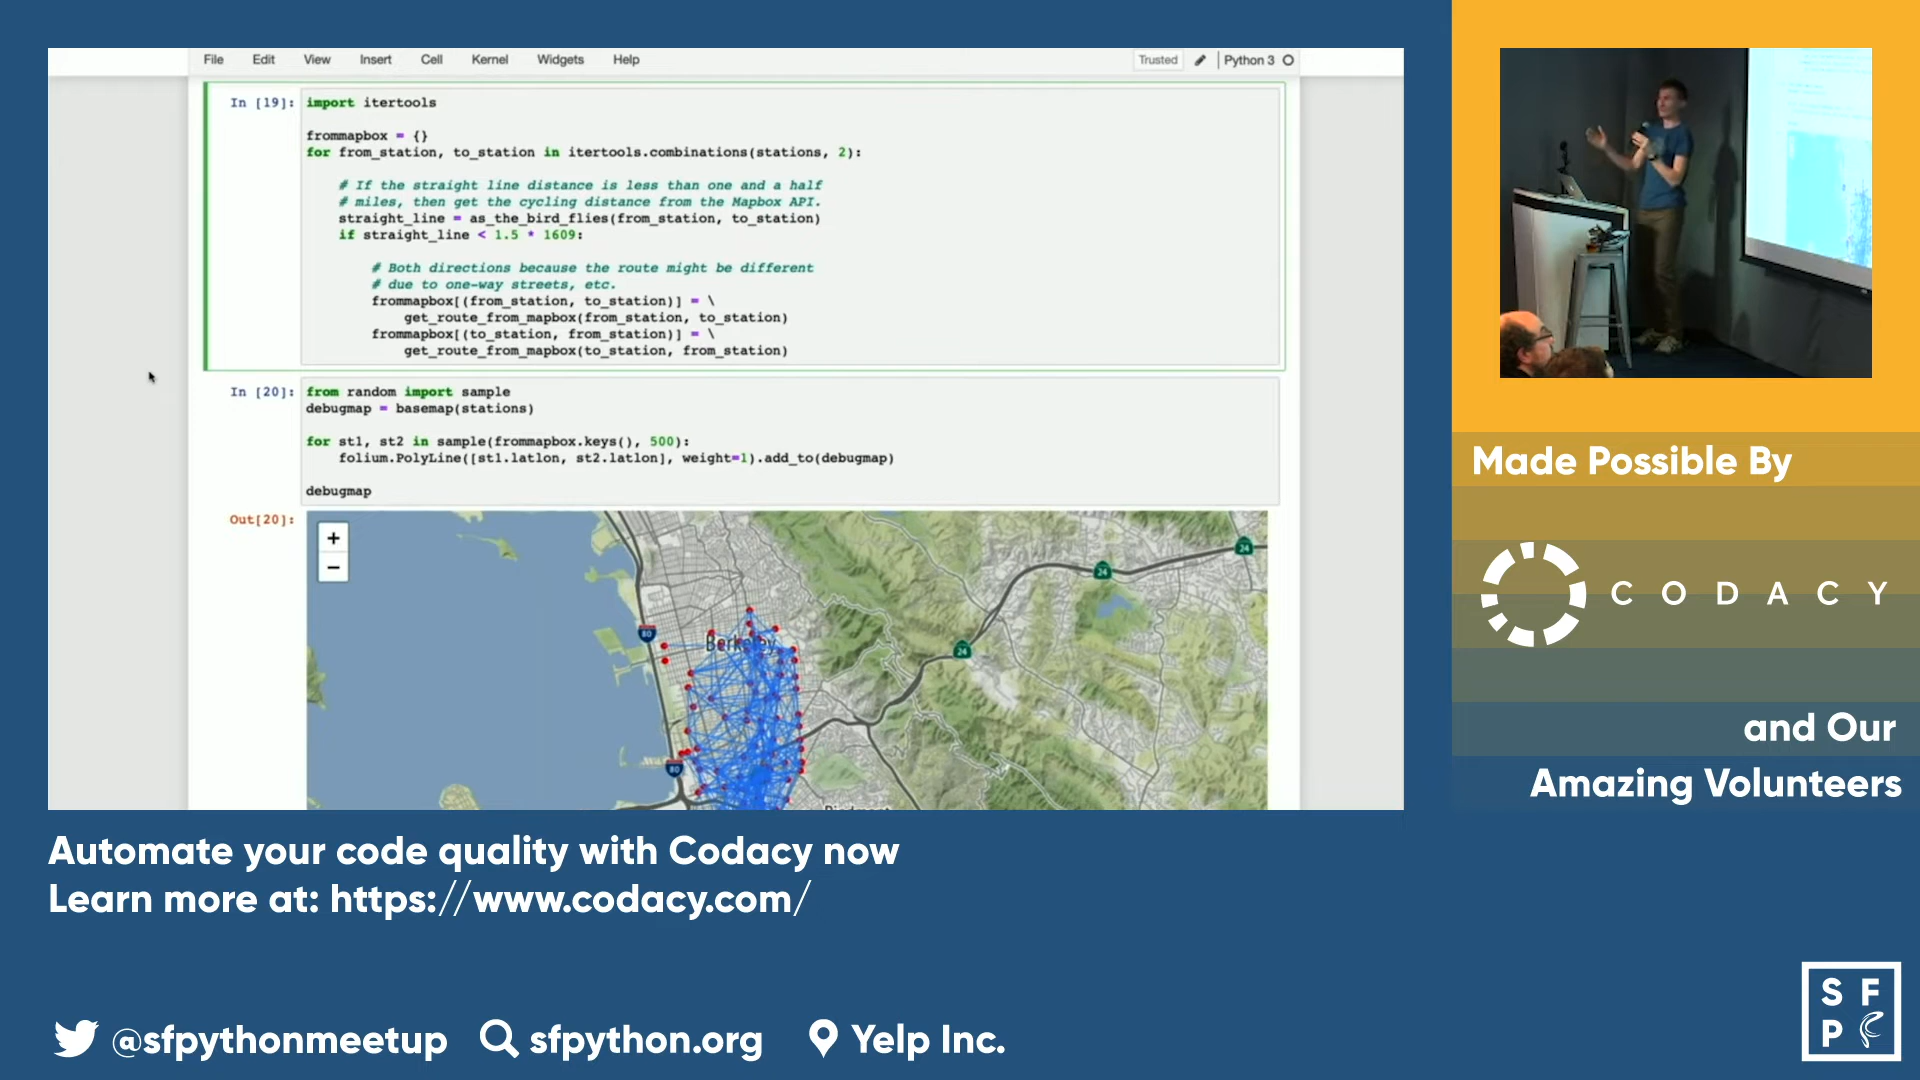 File Edit View Insert Cell Kernel Widgets Help Trusted Python 3
In [19]: import itertools
frommapbox = {}
for from_station, to_station in itertools.combinations(stations, 2):
# If the straight line distance is less than one and a half
# miles, then get the cycling distance from the Mapbox API.
straight_line = as_the_bird_flies(from_station, to_station)
if straight_line < 1.5 * 1609:
# Both directions because the route might be different
# due to one-way streets, etc.
frommapbox[(from_station, to_station)] = \
get_route_from_mapbox(from_station, to_station)
frommapbox[(to_station, from_station)] = \
get_route_from_mapbox(to_station, from_station)
In [20]: from random import sample
debugmap = basemap(stations)
for st1, st2 in sample(frommapbox.keys(), 500):
folium.PolyLine([st1.latlon, st2.latlon], weight=1).add_to(debugmap)
debugmap
Out[20]:
+
−
24
24
80
Berkeley
24
80
Made Possible By
CODACY
and Our
Amazing Volunteers
Automate your code quality with Codacy now
Learn more at: https://www.codacy.com/
@sfpythonmeetup sfpython.org Yelp Inc.
S F
P